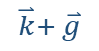 k⃗ + g⃗